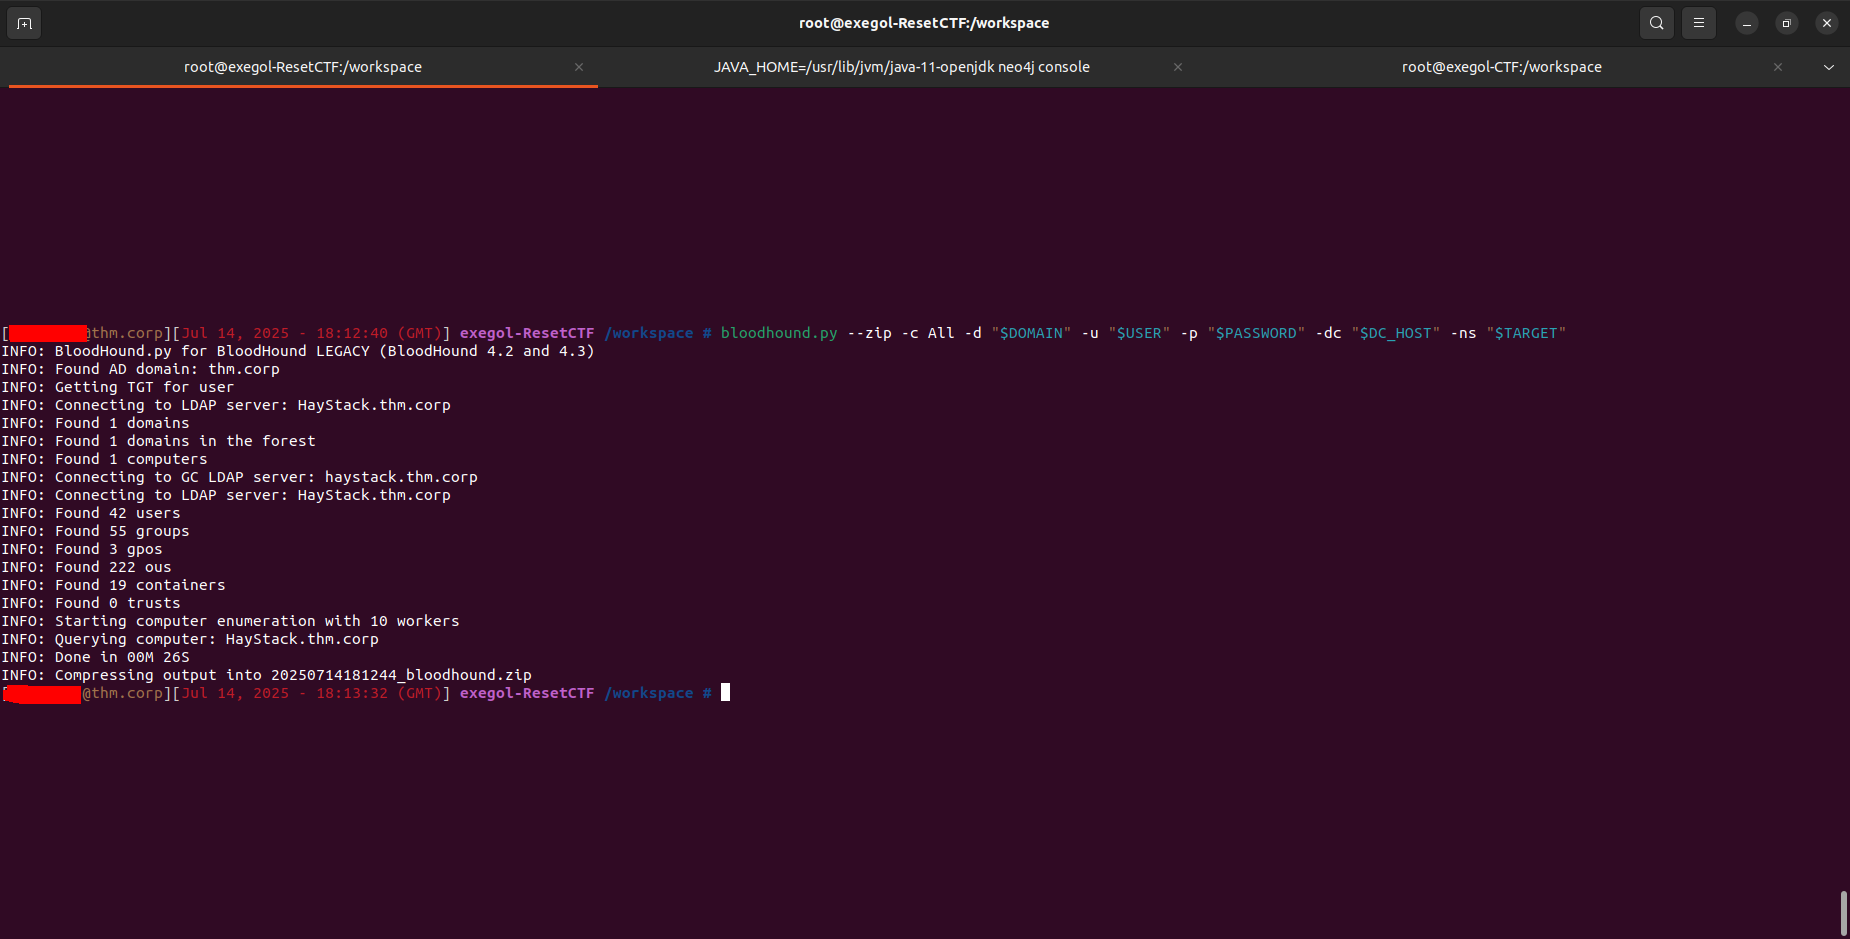 root@exegol-ResetCTF:/workspace
root@exegol-ResetCTF:/workspace
JAVA_HOME=/usr/lib/jvm/java-11-openjdk neo4j console
root@exegol-CTF:/workspace
[@thm.corp][Jul 14, 2025 - 18:12:40 (GMT)] exegol-ResetCTF /workspace # bloodhound.py --zip -c All -d "$DOMAIN" -u "$USER" -p "$PASSWORD" -dc "$DC_HOST" -ns "$TARGET"
INFO: BloodHound.py for BloodHound LEGACY (BloodHound 4.2 and 4.3)
INFO: Found AD domain: thm.corp
INFO: Getting TGT for user
INFO: Connecting to LDAP server: HayStack.thm.corp
INFO: Found 1 domains
INFO: Found 1 domains in the forest
INFO: Found 1 computers
INFO: Connecting to GC LDAP server: haystack.thm.corp
INFO: Connecting to LDAP server: HayStack.thm.corp
INFO: Found 42 users
INFO: Found 55 groups
INFO: Found 3 gpos
INFO: Found 222 ous
INFO: Found 19 containers
INFO: Found 0 trusts
INFO: Starting computer enumeration with 10 workers
INFO: Querying computer: HayStack.thm.corp
INFO: Done in 00M 26S
INFO: Compressing output into 20250714181244_bloodhound.zip
[@thm.corp][Jul 14, 2025 - 18:13:32 (GMT)] exegol-ResetCTF /workspace #